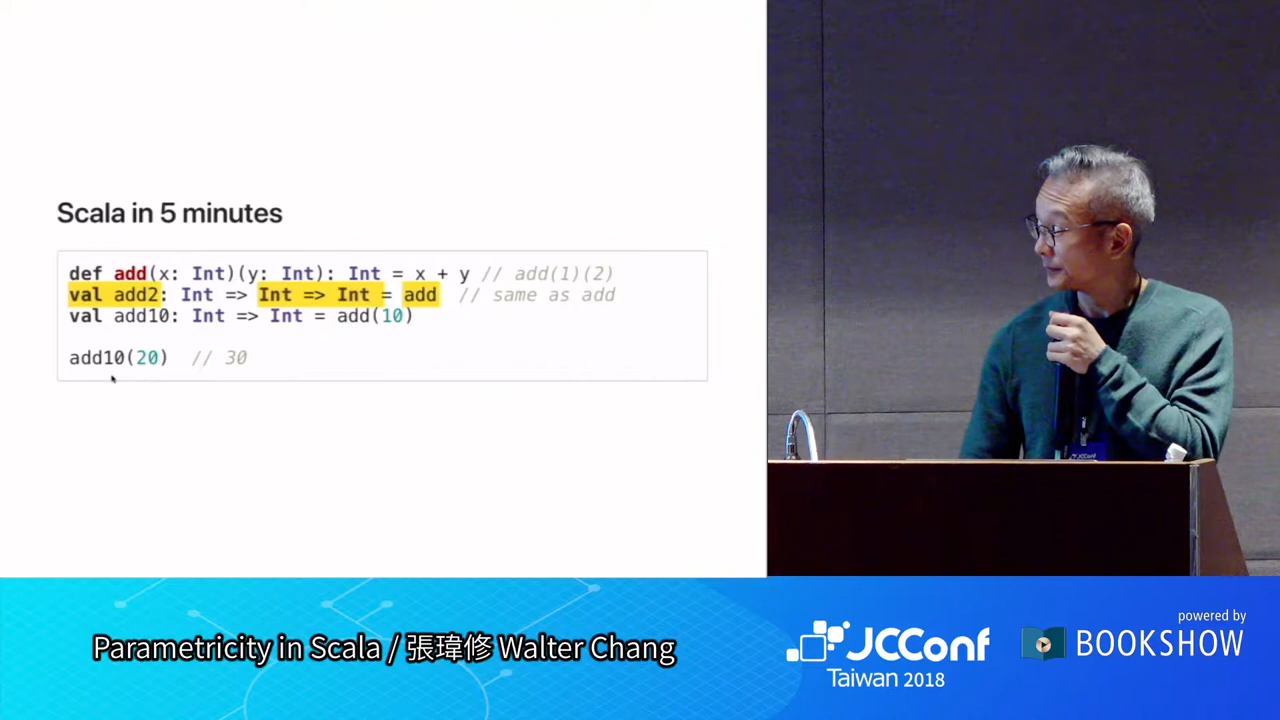 Scala in 5 minutes
def add(x: Int)(y: Int): Int = x + y // add(1)(2)
val add2: Int => Int => Int = add // same as add
val add10: Int => Int = add(10)
add10(20) // 30
JCConf
Parametricity in Scala / 張瑋修 Walter Chang
JCConf
Taiwan 2018
powered by
BOOKSHOW